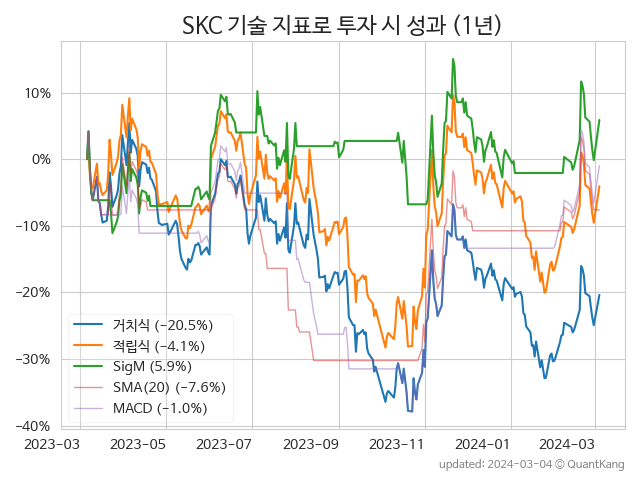 SKC 기술 지표로 투자 시 성과 (1년)
10%
0%
−10%
−20%
−30%
−40%
거치식 (−20.5%)
적립식 (−4.1%)
SigM (5.9%)
SMA(20) (−7.6%)
MACD (−1.0%)
2023−03 2023−05 2023−07 2023−09 2023−11 2024−01 2024−03
updated: 2024−03−04 © QuantKang